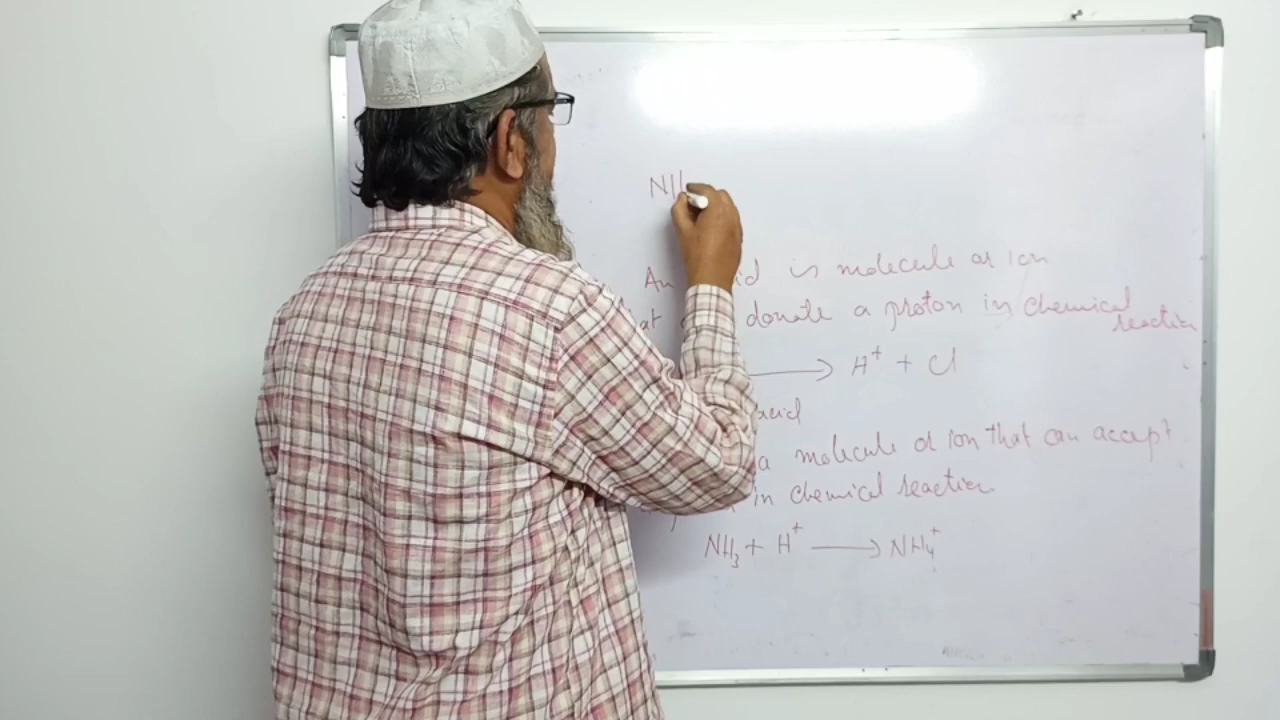 NH
An is molecule or ion
donate a proton in chemical
reaction
⟶ H⁺ + Cl
acid
a molecule or ion that can accept
in chemical reaction
NH₃ + H⁺ ⟶ NH₄⁺